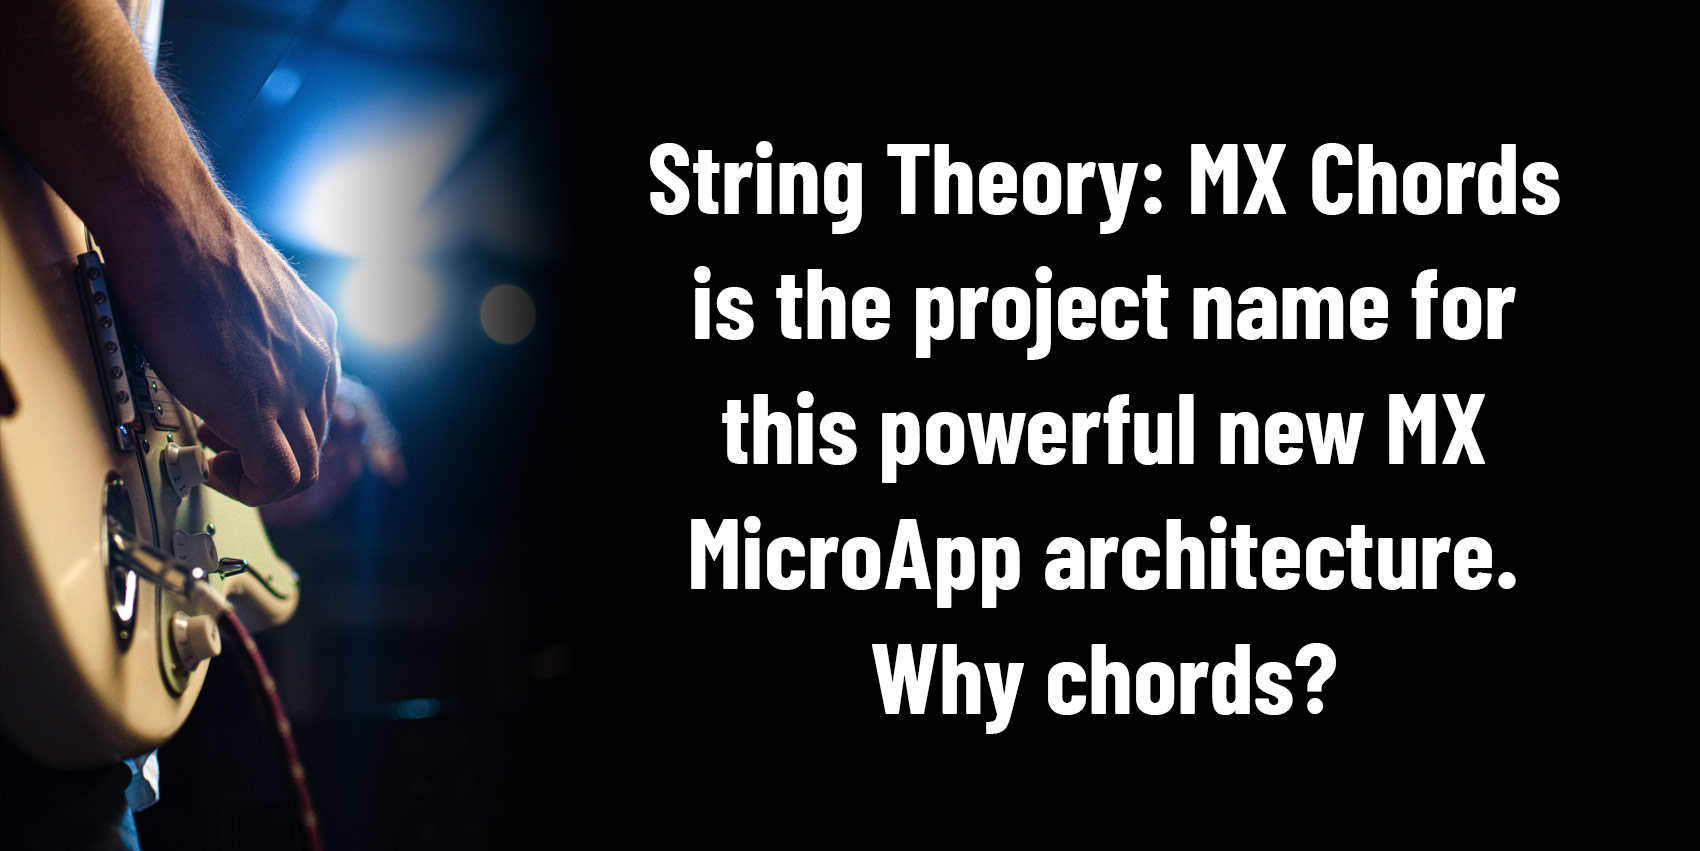 String Theory: MX Chords
is the project name for
this powerful new MX
MicroApp architecture.
Why chords?